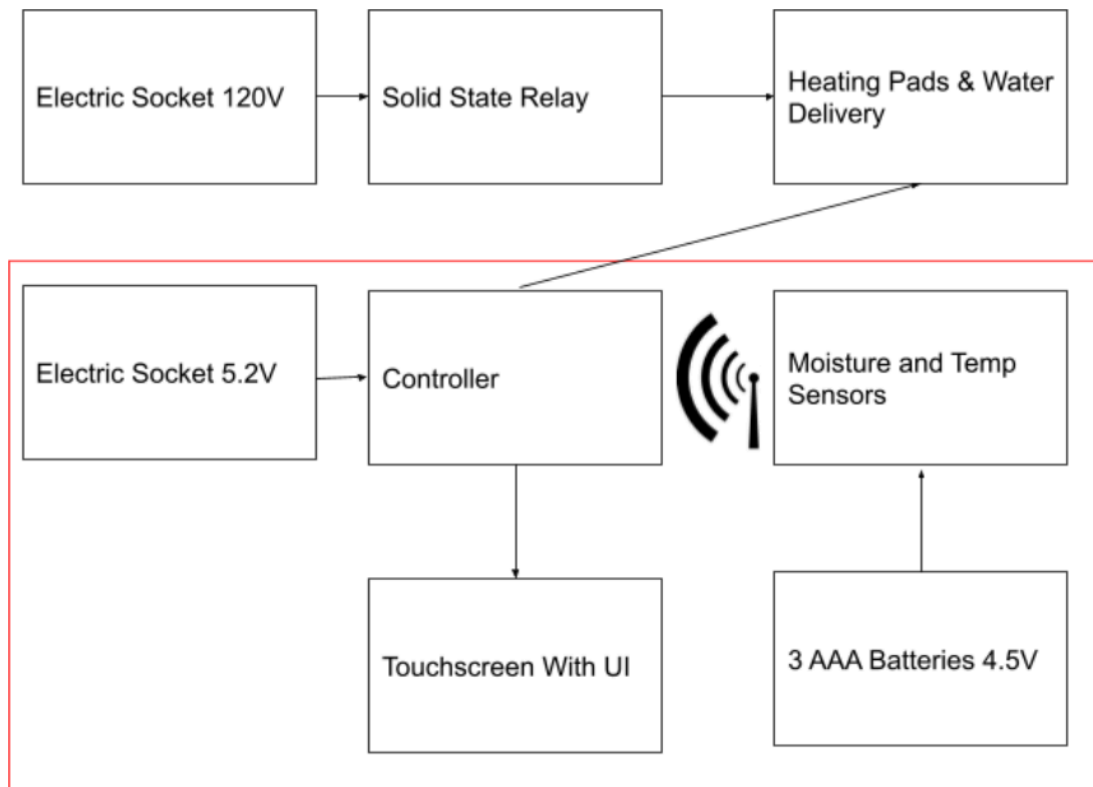 Electric Socket 120V
Solid State Relay
Heating Pads & Water
Delivery
Electric Socket 5.2V
Controller
Moisture and Temp
Sensors
Touchscreen With UI
3 AAA Batteries 4.5V